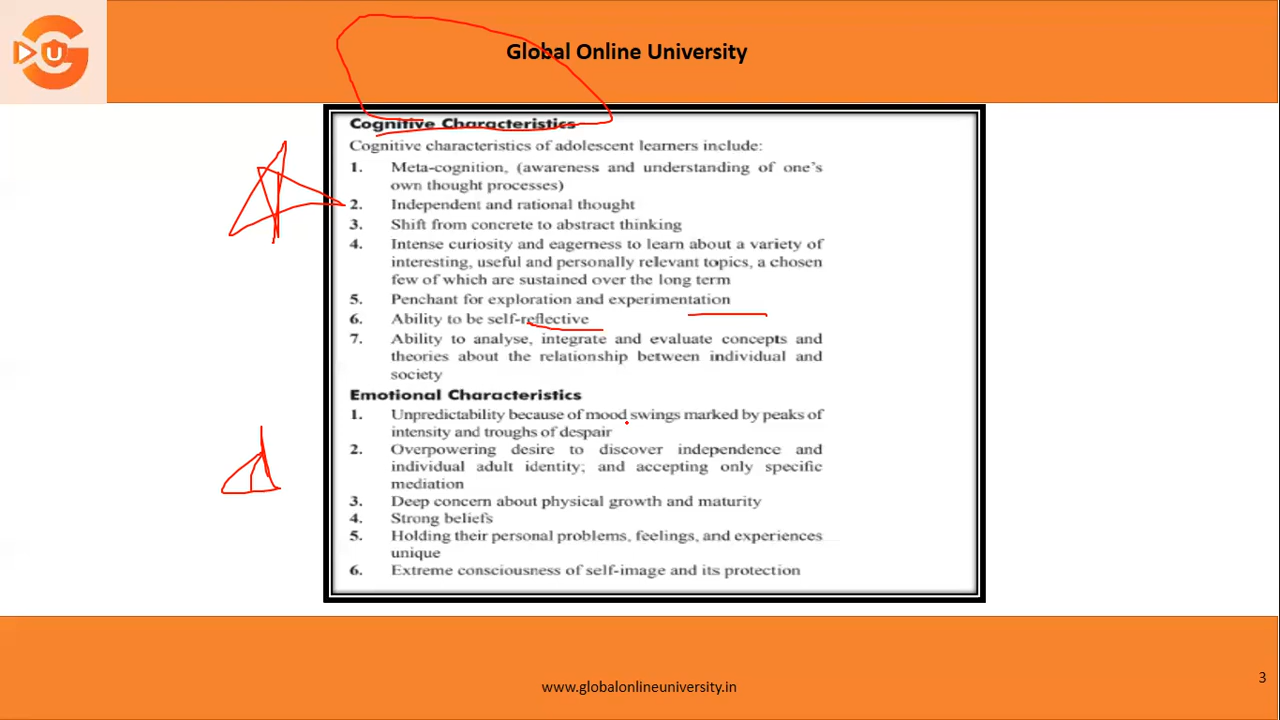 Global Online University
Cognitive Characteristics
Cognitive characteristics of adolescent learners include:
1. Meta-cognition, (awareness and understanding of one's
own thought processes)
2. Independent and rational thought
3. Shift from concrete to abstract thinking
4. Intense curiosity and eagerness to learn about a variety of
interesting, useful and personally relevant topics, a chosen
few of which are sustained over the long term
5. Penchant for exploration and experimentation
6. Ability to be self-reflective
7. Ability to analyse, integrate and evaluate concepts and
theories about the relationship between individual and
society
Emotional Characteristics
1. Unpredictability because of mood swings marked by peaks of
intensity and troughs of despair
2. Overpowering desire to discover independence and
individual adult identity; and accepting only specific
mediation
3. Deep concern about physical growth and maturity
4. Strong beliefs
5. Holding their personal problems, feelings, and experiences
unique
6. Extreme consciousness of self-image and its protection
www.globalonlineuniversity.in
3